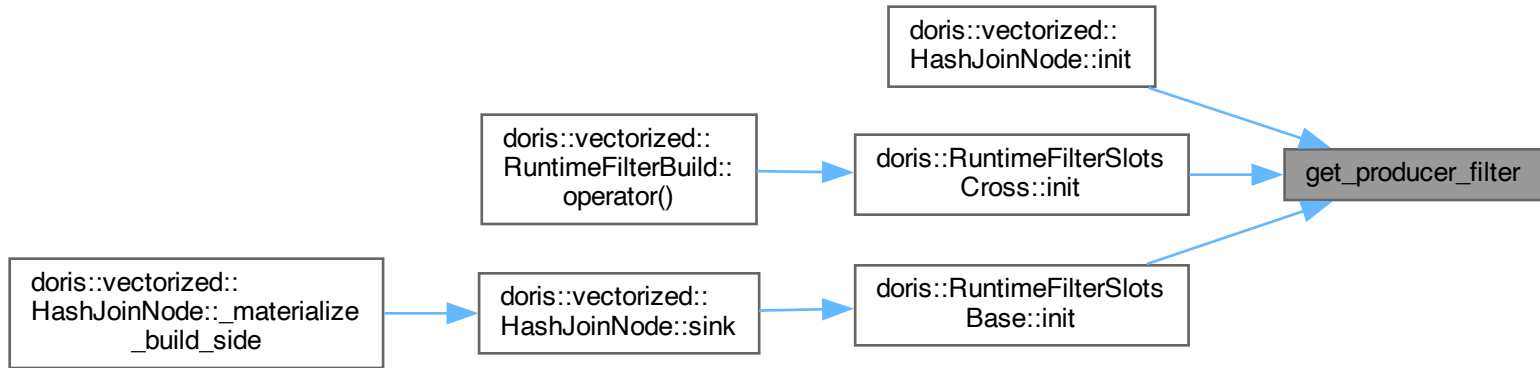 doris::vectorized::
HashJoinNode::init
doris::vectorized::
RuntimeFilterBuild::
operator()
doris::RuntimeFilterSlots
Cross::init
get_producer_filter
doris::vectorized::
HashJoinNode::_materialize
_build_side
doris::vectorized::
HashJoinNode::sink
doris::RuntimeFilterSlots
Base::init